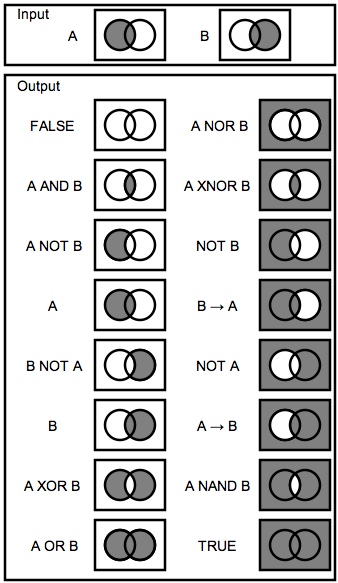 Input
A
B
Output
FALSE
A NOR B
A AND B
A XNOR B
A NOT B
NOT B
A
B → A
B NOT A
NOT A
B
A → B
A XOR B
A NAND B
A OR B
TRUE